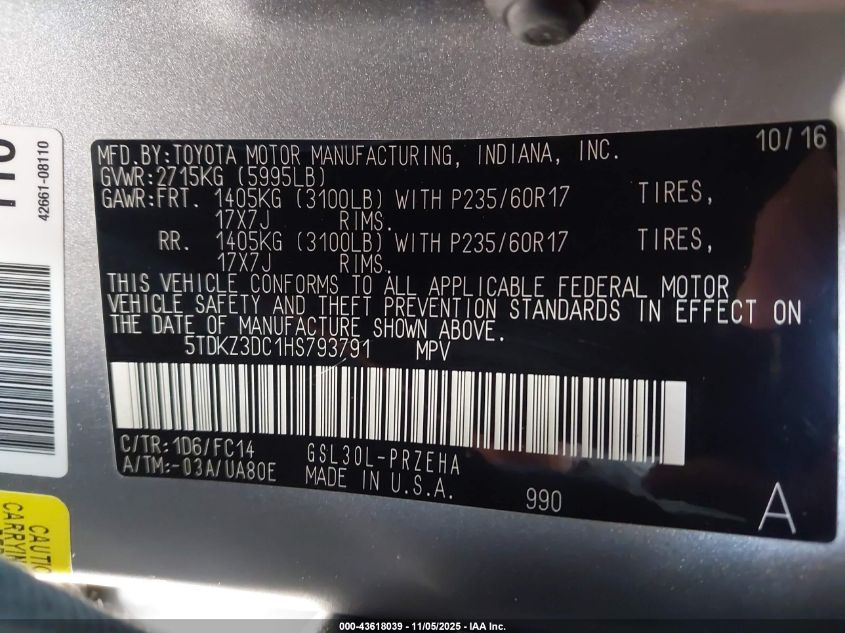 MFD.BY:TOYOTA MOTOR MANUFACTURING, INDIANA, INC. 10/16
GVWR:2715KG (5995LB)
GAWR:FRT. 1405KG (3100LB) WITH P235/60R17 TIRES,
17X7J RIMS.
RR. 1405KG (3100LB) WITH P235/60R17 TIRES,
17X7J RIMS.
THIS VEHICLE CONFORMS TO ALL APPLICABLE FEDERAL MOTOR
VEHICLE SAFETY AND THEFT PREVENTION STANDARDS IN EFFECT ON
THE DATE OF MANUFACTURE SHOWN ABOVE.
5TDKZ3DC1HS793791 MPV
C/TR:1D6/FC14 GSL30L-PRZEHA
A/TM:-03A/UA80E MADE IN U.S.A. 990 A
42661-08110
CARRYIN
000-43618039 - 11/05/2025 - IAA Inc.